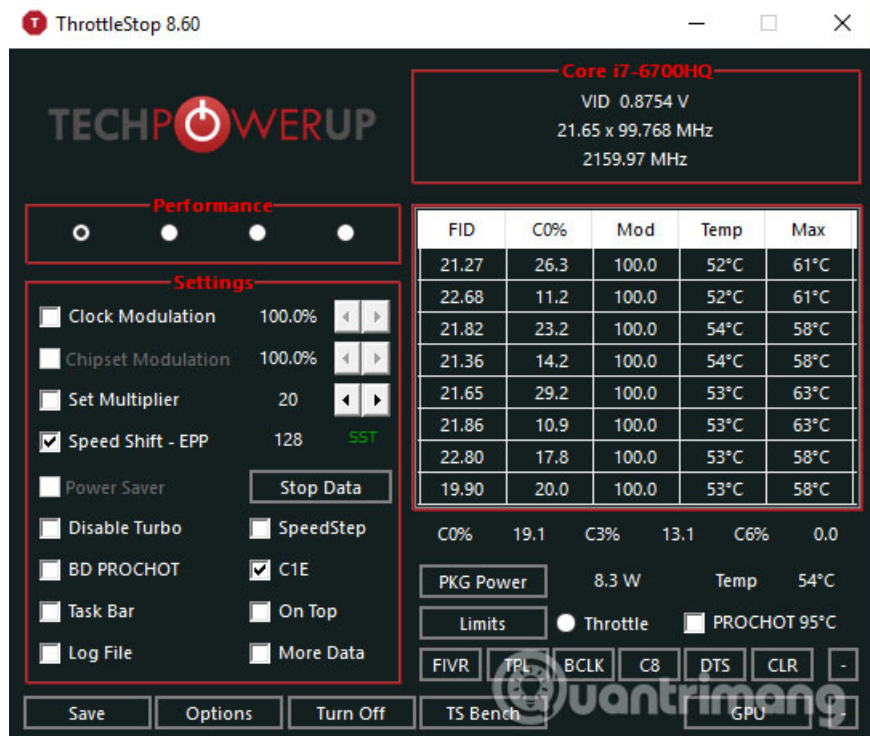 ThrottleStop 8.60
TECHPOWERUP
Core i7-6700HQ
VID 0.8754 V
21.65 x 99.768 MHz
2159.97 MHz
Performance
Settings
Clock Modulation 100.0%
Chipset Modulation 100.0%
Set Multiplier 20
Speed Shift - EPP 128 SST
Power Saver Stop Data
Disable Turbo SpeedStep
BD PROCHOT C1E
Task Bar On Top
Log File More Data
FID C0% Mod Temp Max
21.27 26.3 100.0 52°C 61°C
22.68 11.2 100.0 52°C 61°C
21.82 23.2 100.0 54°C 58°C
21.36 14.2 100.0 54°C 58°C
21.65 29.2 100.0 53°C 63°C
21.86 10.9 100.0 53°C 63°C
22.80 17.8 100.0 53°C 58°C
19.90 20.0 100.0 53°C 58°C
C0% 19.1 C3% 13.1 C6% 0.0
PKG Power 8.3 W Temp 54°C
Limits Throttle PROCHOT 95°C
FIVR TPL BCLK C8 DTS CLR -
Save Options Turn Off TS Bench GPU -
Quantrimang